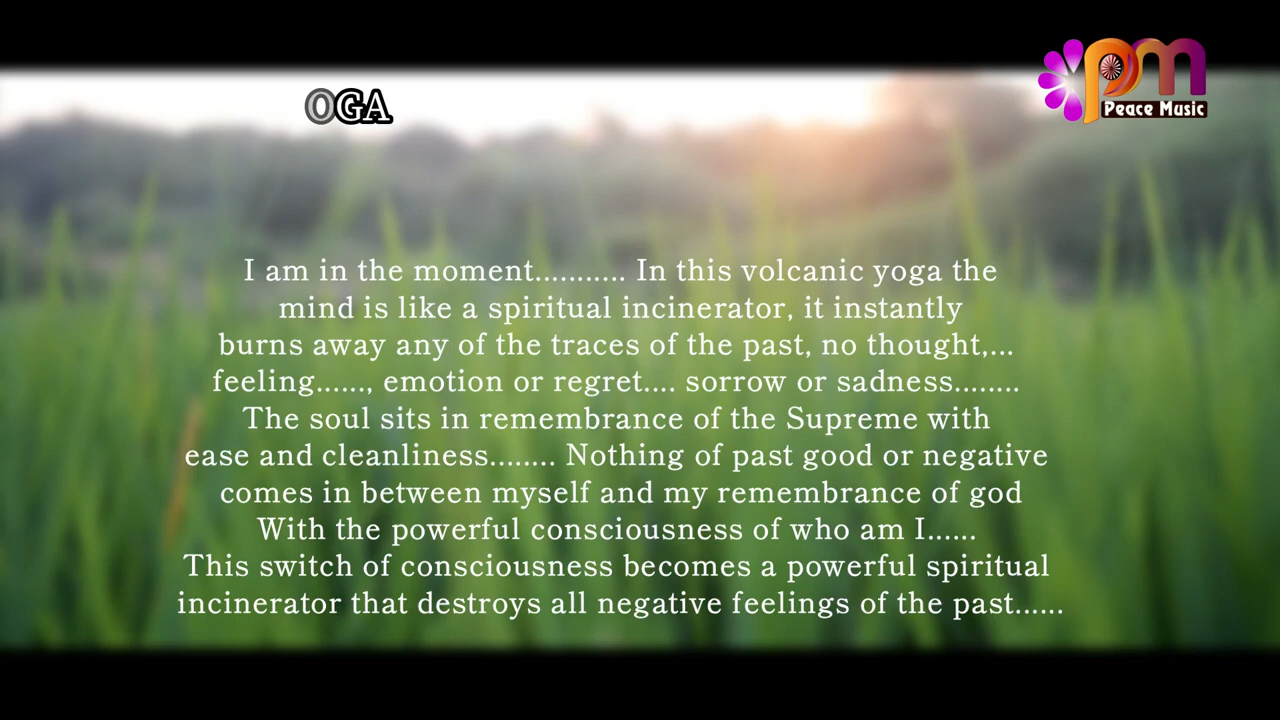 OGA
pm
Peace Music
I am in the moment........... In this volcanic yoga the
mind is like a spiritual incinerator, it instantly
burns away any of the traces of the past, no thought,...
feeling......, emotion or regret.... sorrow or sadness........
The soul sits in remembrance of the Supreme with
ease and cleanliness........ Nothing of past good or negative
comes in between myself and my remembrance of god
With the powerful consciousness of who am I......
This switch of consciousness becomes a powerful spiritual
incinerator that destroys all negative feelings of the past......